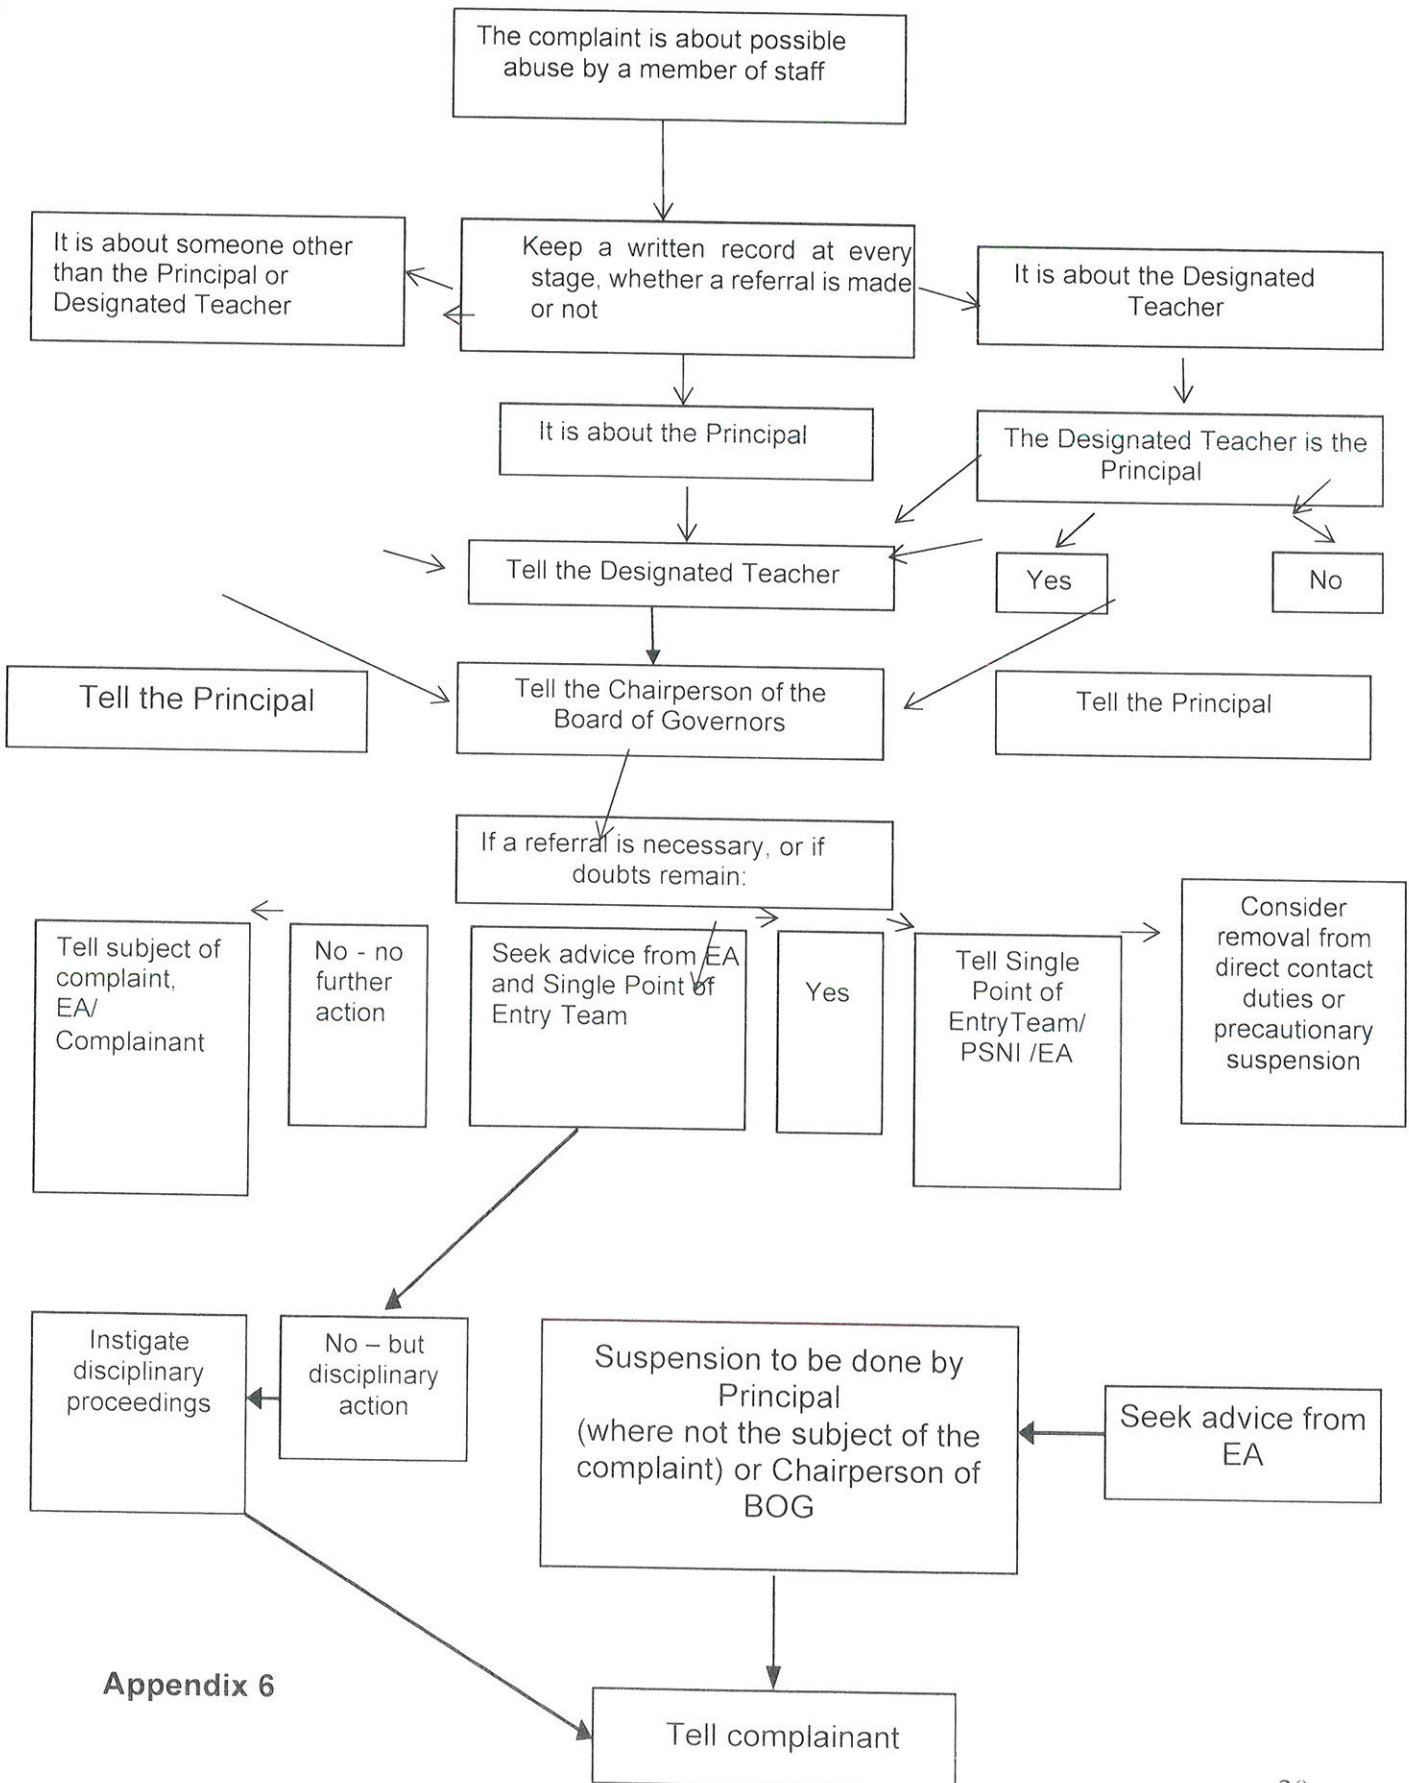 The complaint is about possible
abuse by a member of staff
It is about someone other
than the Principal or
Designated Teacher
Keep a written record at every
stage, whether a referral is made
or not
It is about the Designated
Teacher
It is about the Principal
The Designated Teacher is the
Principal
Tell the Designated Teacher
Yes
No
Tell the Principal
Tell the Chairperson of the
Board of Governors
Tell the Principal
If a referral is necessary, or if
doubts remain:
Tell subject of
complaint,
EA/
Complainant
No - no
further
action
Seek advice from EA
and Single Point of
Entry Team
Yes
Tell Single
Point of
EntryTeam/
PSNI /EA
Consider
removal from
direct contact
duties or
precautionary
suspension
Instigate
disciplinary
proceedings
No – but
disciplinary
action
Suspension to be done by
Principal
(where not the subject of the
complaint) or Chairperson of
BOG
Seek advice from
EA
Appendix 6
Tell complainant